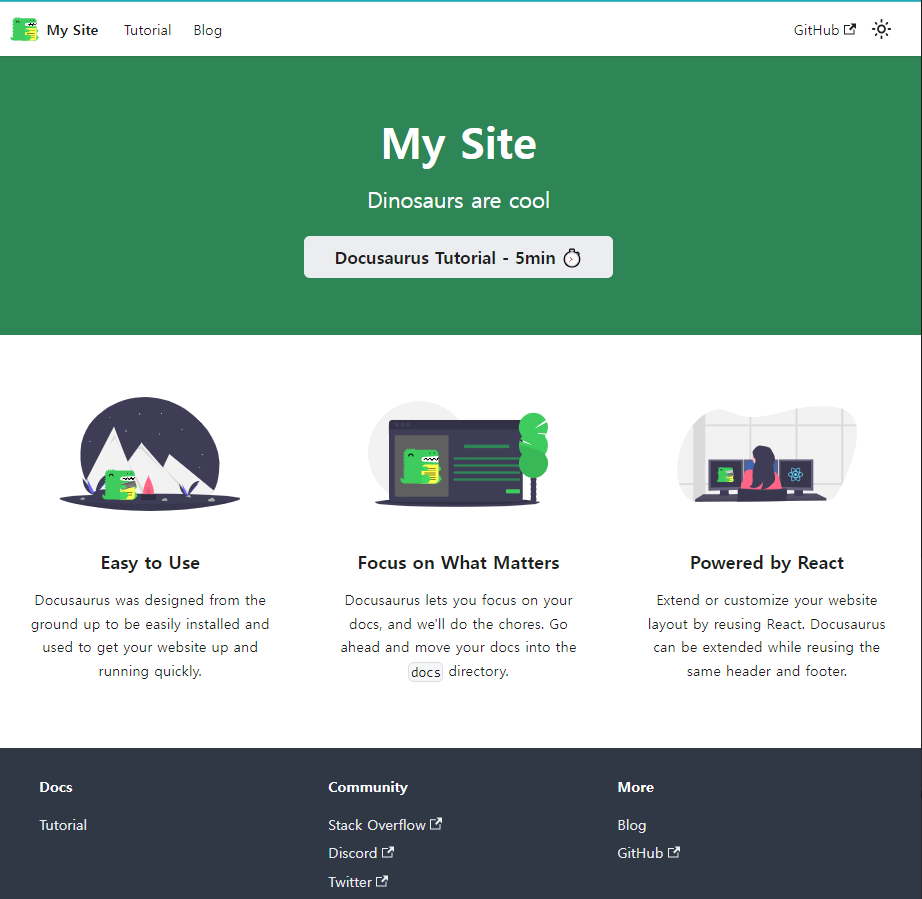 My Site Tutorial Blog GitHub
My Site
Dinosaurs are cool
Docusaurus Tutorial - 5min ⏱️
Easy to Use
Docusaurus was designed from the
ground up to be easily installed and
used to get your website up and
running quickly.
Focus on What Matters
Docusaurus lets you focus on your
docs, and we'll do the chores. Go
ahead and move your docs into the
docs directory.
Powered by React
Extend or customize your website
layout by reusing React. Docusaurus
can be extended while reusing the
same header and footer.
Docs
Tutorial
Community
Stack Overflow
Discord
Twitter
More
Blog
GitHub